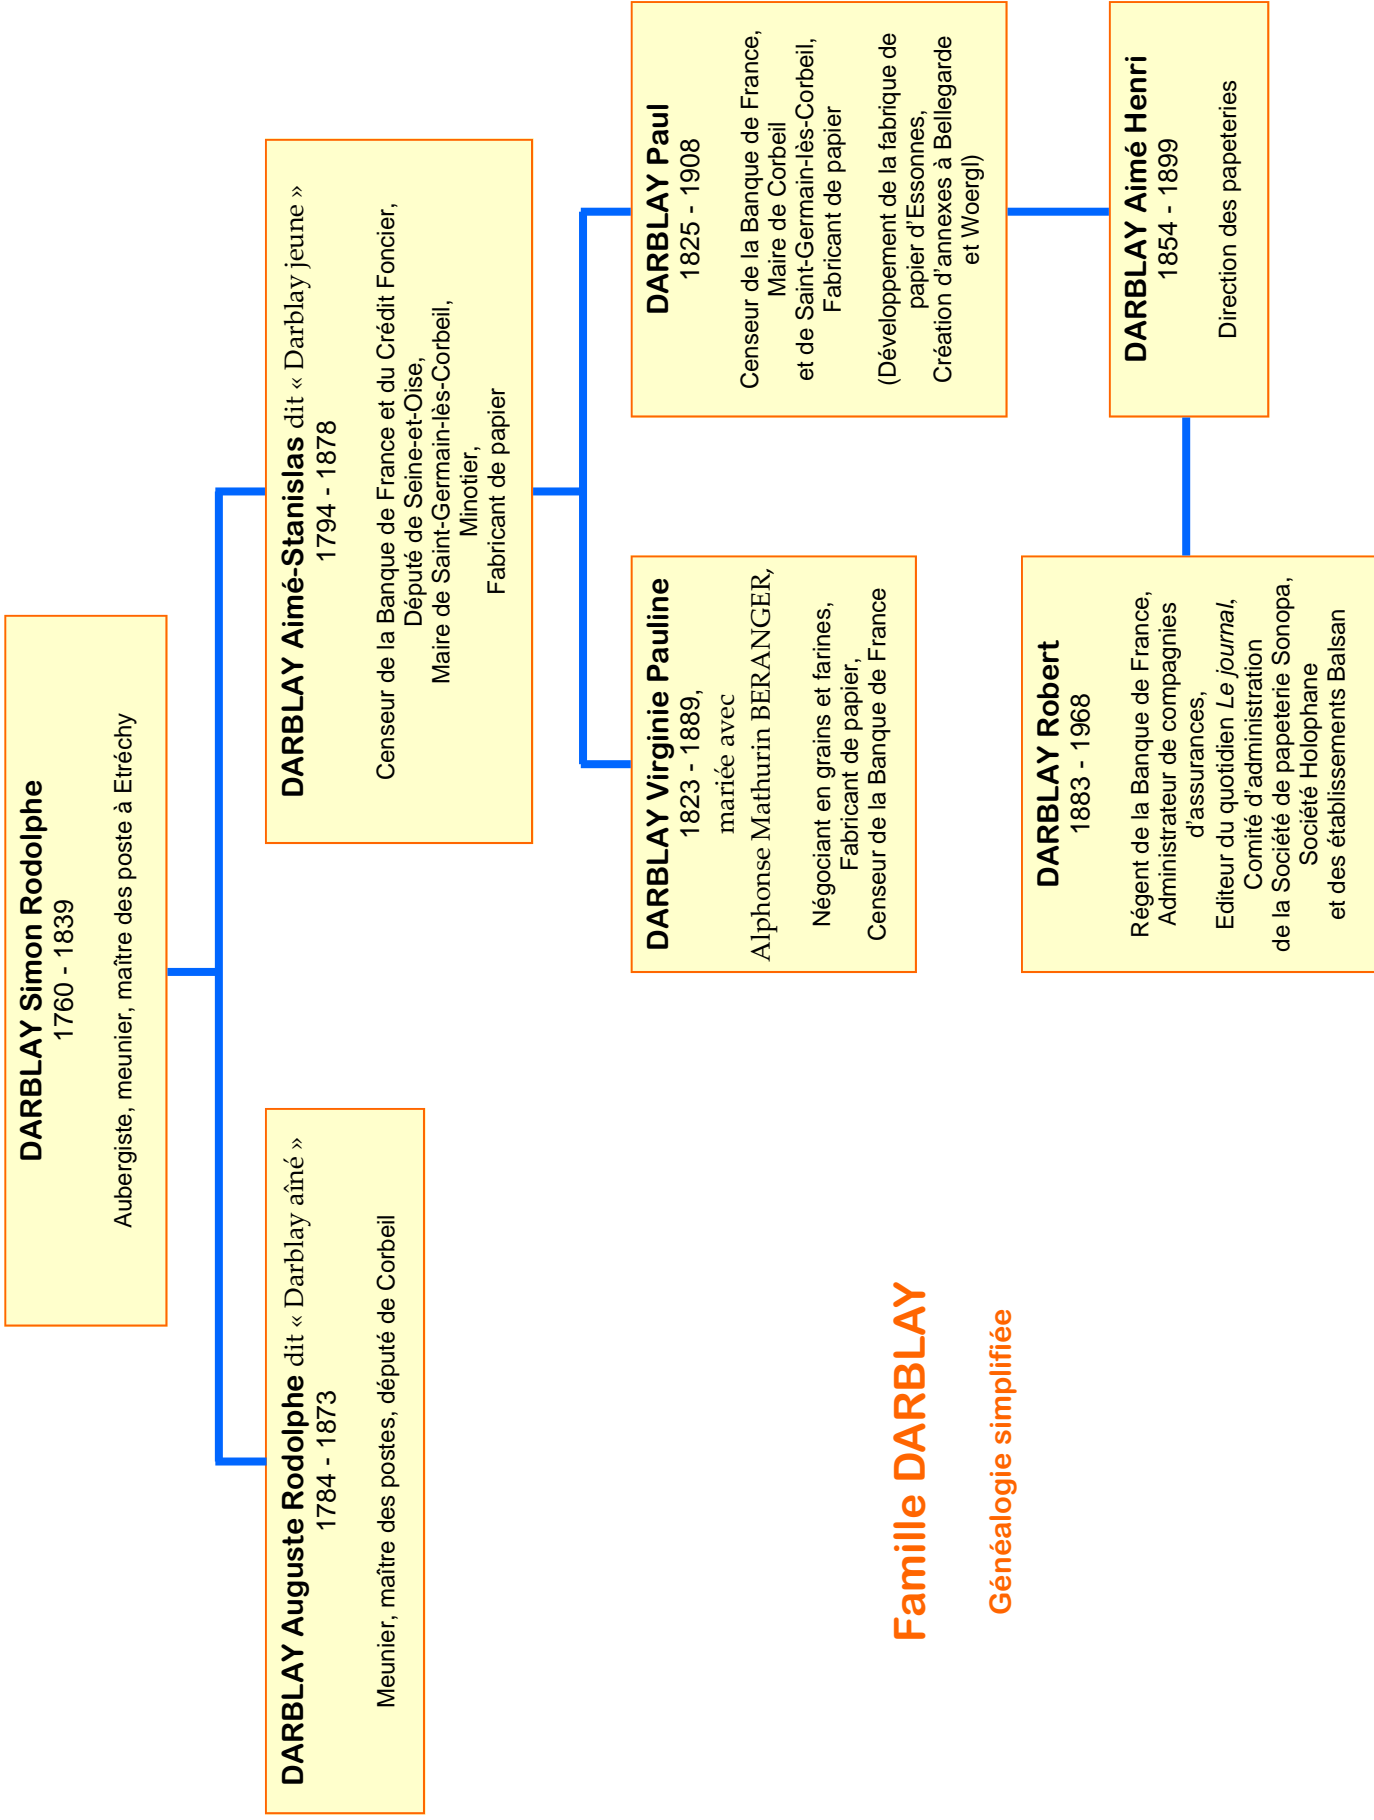 DARBLAY Simon Rodolphe
1760 - 1839
Aubergiste, meunier, maître des poste à Etréchy
DARBLAY Auguste Rodolphe dit « Darblay aîné »
1784 - 1873
Meunier, maître des postes, député de Corbeil
DARBLAY Aimé-Stanislas dit « Darblay jeune »
1794 - 1878
Censeur de la Banque de France et du Crédit Foncier,
Député de Seine-et-Oise,
Maire de Saint-Germain-lès-Corbeil,
Minotier,
Fabricant de papier
DARBLAY Virginie Pauline
1823 - 1889,
mariée avec
Alphonse Mathurin BERANGER,
Négociant en grains et farines,
Fabricant de papier,
Censeur de la Banque de France
DARBLAY Paul
1825 - 1908
Censeur de la Banque de France,
Maire de Corbeil
et de Saint-Germain-lès-Corbeil,
Fabricant de papier
(Développement de la fabrique de
papier d'Essonnes,
Création d'annexes à Bellegarde
et Woergl)
DARBLAY Robert
1883 - 1968
Régent de la Banque de France,
Administrateur de compagnies
d'assurances,
Editeur du quotidien Le journal,
Comité d'administration
de la Société de papeterie Sonopa,
Société Holophane
et des établissements Balsan
DARBLAY Aimé Henri
1854 - 1899
Direction des papeteries
Famille DARBLAY
Généalogie simplifiée